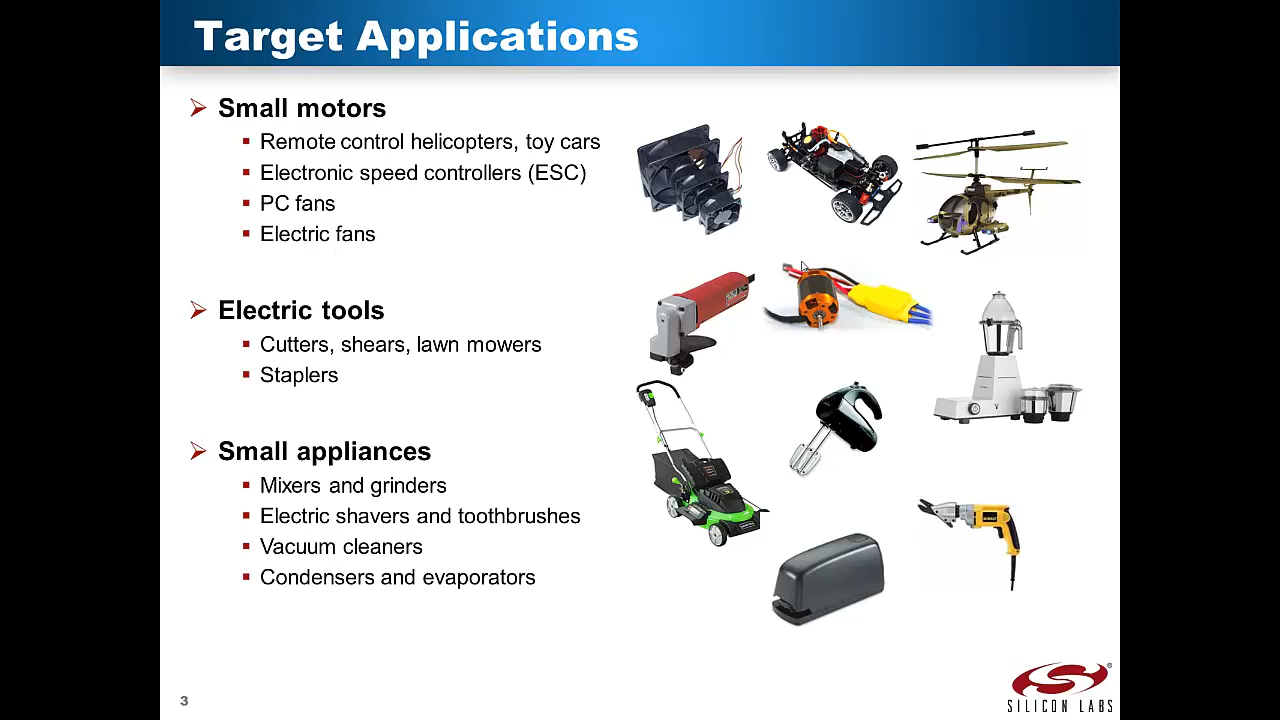 Target Applications
Small motors
Remote control helicopters, toy cars
Electronic speed controllers (ESC)
PC fans
Electric fans
Electric tools
Cutters, shears, lawn mowers
Staplers
Small appliances
Mixers and grinders
Electric shavers and toothbrushes
Vacuum cleaners
Condensers and evaporators
3
SILICON LABS